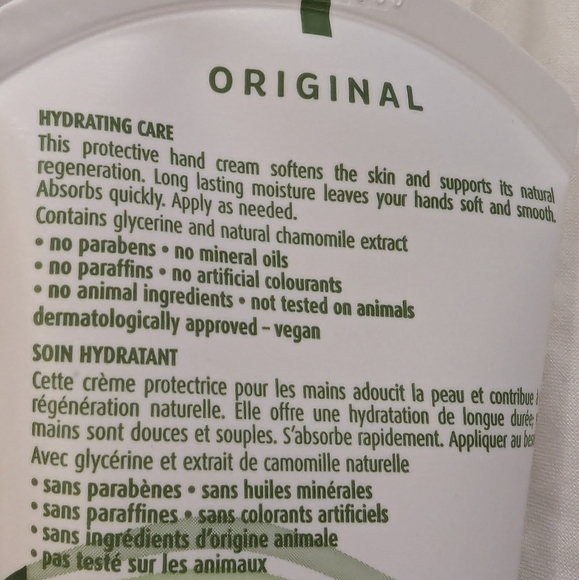 ORIGINAL
HYDRATING CARE
This protective hand cream softens the skin and supports its natural
regeneration. Long lasting moisture leaves your hands soft and smooth.
Absorbs quickly. Apply as needed.
Contains glycerine and natural chamomile extract
• no parabens • no mineral oils
• no paraffins • no artificial colourants
• no animal ingredients • not tested on animals
dermatologically approved – vegan
SOIN HYDRATANT
Cette crème protectrice pour les mains adoucit la peau et contribue
régénération naturelle. Elle offre une hydratation de longue durée,
mains sont douces et souples. S'absorbe rapidement. Appliquer au
Avec glycérine et extrait de camomille naturelle
• sans parabènes • sans huiles minérales
• sans paraffines • sans colorants artificiels
• sans ingrédients d'origine animale
• pas testé sur les animaux